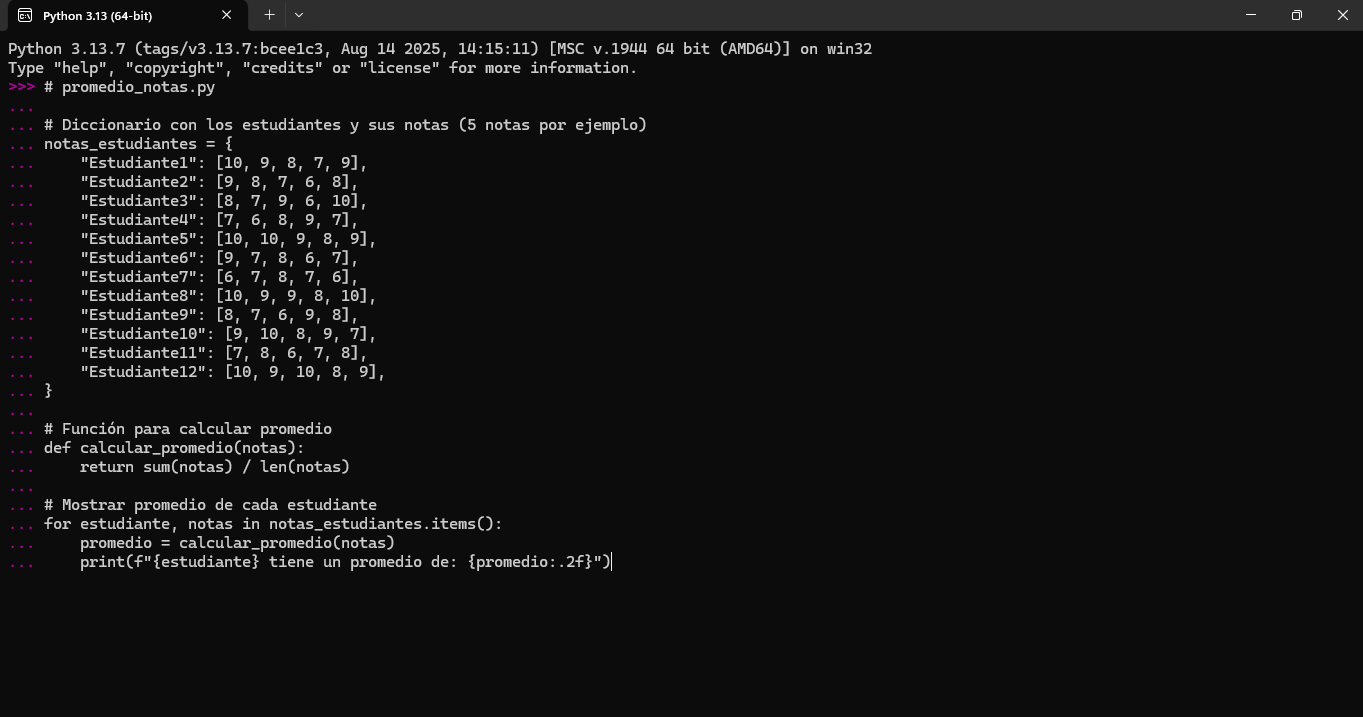 Python 3.13 (64-bit)
Python 3.13.7 (tags/v3.13.7:bcee1c3, Aug 14 2025, 14:15:11) [MSC v.1944 64 bit (AMD64)] on win32
Type "help", "copyright", "credits" or "license" for more information.
>>> # promedio_notas.py
...
... # Diccionario con los estudiantes y sus notas (5 notas por ejemplo)
... notas_estudiantes = {
...     "Estudiante1": [10, 9, 8, 7, 9],
...     "Estudiante2": [9, 8, 7, 6, 8],
...     "Estudiante3": [8, 7, 9, 6, 10],
...     "Estudiante4": [7, 6, 8, 9, 7],
...     "Estudiante5": [10, 10, 9, 8, 9],
...     "Estudiante6": [9, 7, 8, 6, 7],
...     "Estudiante7": [6, 7, 8, 7, 6],
...     "Estudiante8": [10, 9, 9, 8, 10],
...     "Estudiante9": [8, 7, 6, 9, 8],
...     "Estudiante10": [9, 10, 8, 9, 7],
...     "Estudiante11": [7, 8, 6, 7, 8],
...     "Estudiante12": [10, 9, 10, 8, 9],
... }
...
... # Función para calcular promedio
... def calcular_promedio(notas):
...     return sum(notas) / len(notas)
...
... # Mostrar promedio de cada estudiante
... for estudiante, notas in notas_estudiantes.items():
...     promedio = calcular_promedio(notas)
...     print(f"{estudiante} tiene un promedio de: {promedio:.2f}")